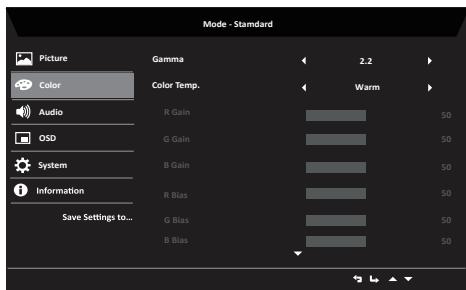 Mode - Stamdard
Picture
Color
Audio
OSD
System
Information
Save Settings to...
Gamma 2.2
Color Temp. Warm
R Gain 50
G Gain 50
B Gain 50
R Bias 50
G Bias 50
B Bias 50